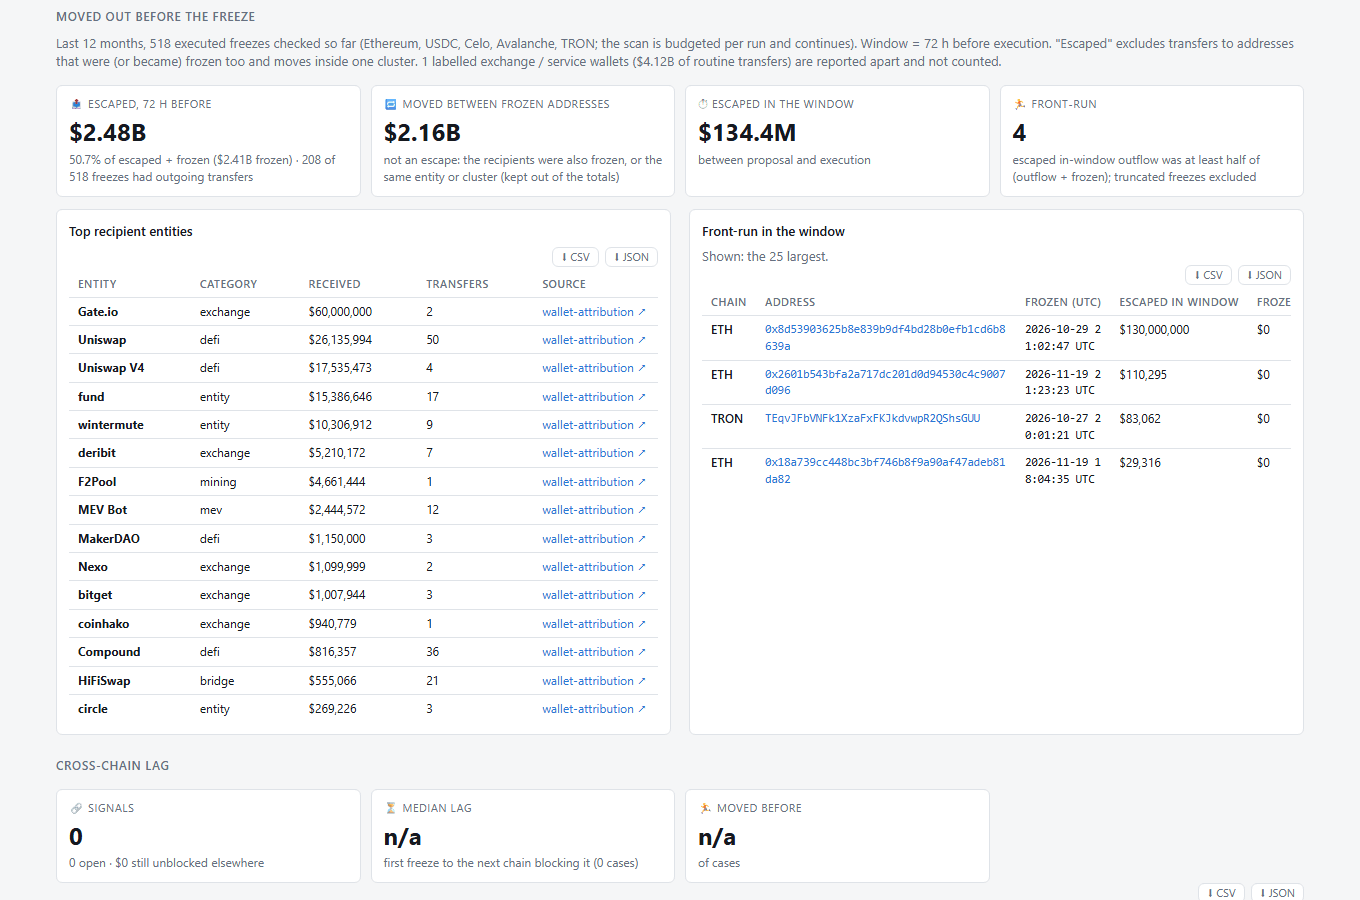 MOVED OUT BEFORE THE FREEZE
Last 12 months, 518 executed freezes checked so far (Ethereum, USDC, Celo, Avalanche, TRON; the scan is budgeted per run and continues). Window = 72 h before execution. "Escaped" excludes transfers to addresses
that were (or became) frozen too and moves inside one cluster. 1 labelled exchange / service wallets ($4.12B of routine transfers) are reported apart and not counted.
ESCAPED, 72 H BEFORE
$2.48B
50.7% of escaped + frozen ($2.41B frozen) · 208 of
518 freezes had outgoing transfers
MOVED BETWEEN FROZEN ADDRESSES
$2.16B
not an escape: the recipients were also frozen, or the
same entity or cluster (kept out of the totals)
ESCAPED IN THE WINDOW
$134.4M
between proposal and execution
FRONT-RUN
4
escaped in-window outflow was at least half of
(outflow + frozen); truncated freezes excluded
Top recipient entities
⬇ CSV ⬇ JSON
ENTITY CATEGORY RECEIVED TRANSFERS SOURCE
Gate.io exchange $60,000,000 2 wallet-attribution ↗
Uniswap defi $26,135,994 50 wallet-attribution ↗
Uniswap V4 defi $17,535,473 4 wallet-attribution ↗
fund entity $15,386,646 17 wallet-attribution ↗
wintermute entity $10,306,912 9 wallet-attribution ↗
deribit exchange $5,210,172 7 wallet-attribution ↗
F2Pool mining $4,661,444 1 wallet-attribution ↗
MEV Bot mev $2,444,572 12 wallet-attribution ↗
MakerDAO defi $1,150,000 3 wallet-attribution ↗
Nexo exchange $1,099,999 2 wallet-attribution ↗
bitget exchange $1,007,944 3 wallet-attribution ↗
coinhako exchange $940,779 1 wallet-attribution ↗
Compound defi $816,357 36 wallet-attribution ↗
HiFiSwap bridge $555,066 21 wallet-attribution ↗
circle entity $269,226 3 wallet-attribution ↗
Front-run in the window
Shown: the 25 largest.
⬇ CSV ⬇ JSON
CHAIN ADDRESS FROZEN (UTC) ESCAPED IN WINDOW FROZE
ETH 0x8d53903625b8e839b9df4bd28b0efb1cd6b8 2026-10-29 2 $130,000,000 $0
639a 1:02:47 UTC
ETH 0x2601b543bfa2a717dc201d0d94530c4c9007 2026-11-19 2 $110,295 $0
d096 1:23:23 UTC
TRON TEqvJFbVNFk1XzaFxFKJkdvwpR2QShsGUU 2026-10-27 2 $83,062 $0
0:01:21 UTC
ETH 0x18a739cc448bc3bf746b8f9a90af47adeb81 2026-11-19 1 $29,316 $0
da82 8:04:35 UTC
CROSS-CHAIN LAG
SIGNALS
0
0 open · $0 still unblocked elsewhere
MEDIAN LAG
n/a
first freeze to the next chain blocking it (0 cases)
MOVED BEFORE
n/a
of cases
⬇ CSV ⬇ JSON